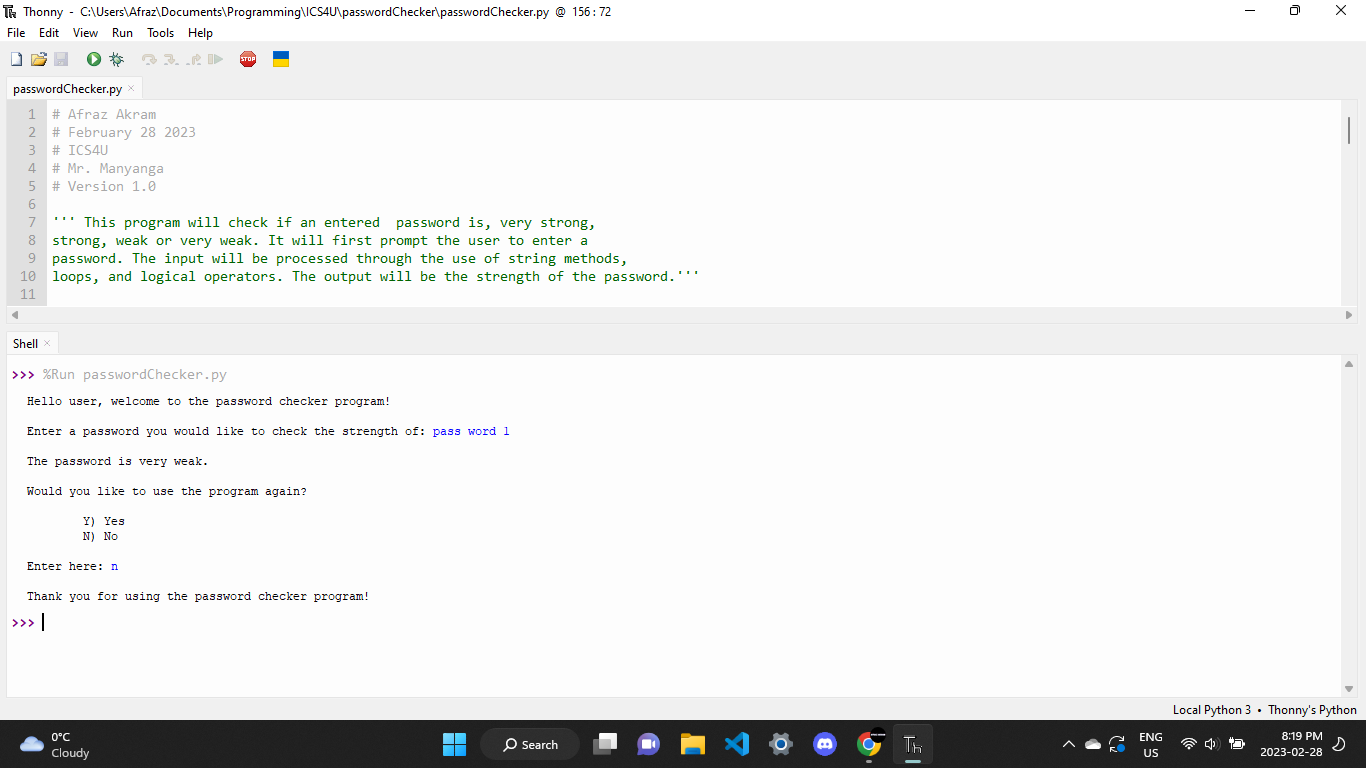 Thonny - C:\Users\Afraz\Documents\Programming\ICS4U\passwordChecker\passwordChecker.py @ 156 : 72
File Edit View Run Tools Help
STOP
passwordChecker.py ×
1 # Afraz Akram
2 # February 28 2023
3 # ICS4U
4 # Mr. Manyanga
5 # Version 1.0
6
7 ''' This program will check if an entered  password is, very strong,
8 strong, weak or very weak. It will first prompt the user to enter a
9 password. The input will be processed through the use of string methods,
10 loops, and logical operators. The output will be the strength of the password.'''
11
Shell ×
>>> %Run passwordChecker.py
Hello user, welcome to the password checker program!
Enter a password you would like to check the strength of: pass word 1
The password is very weak.
Would you like to use the program again?
Y) Yes
N) No
Enter here: n
Thank you for using the password checker program!
>>>
Local Python 3 • Thonny's Python
0°C
Cloudy
Search
Th
ENG
US
8:19 PM
2023-02-28